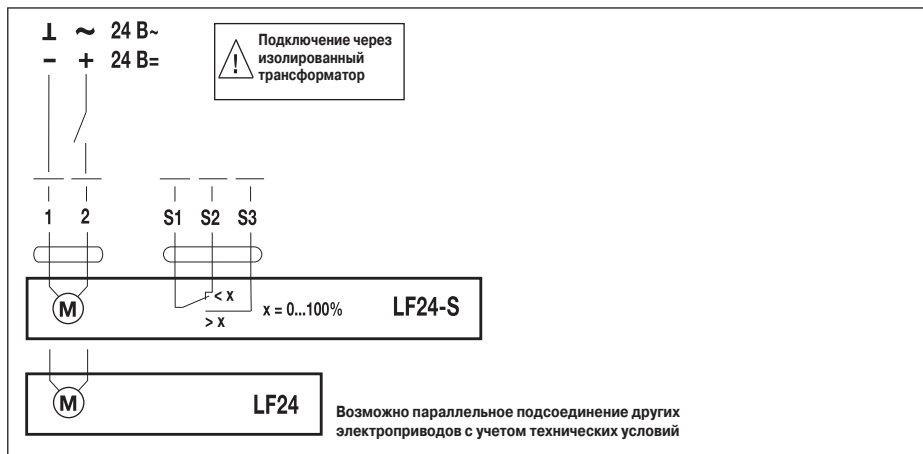 ⊥ ~ 24 В~
− + 24 В=
Подключение через
изолированный
трансформатор
!
1 2 S1 S2 S3
M
< x
> x
x = 0...100%
LF24-S
M
LF24
Возможно параллельное подсоединение других
электроприводов с учетом технических условий